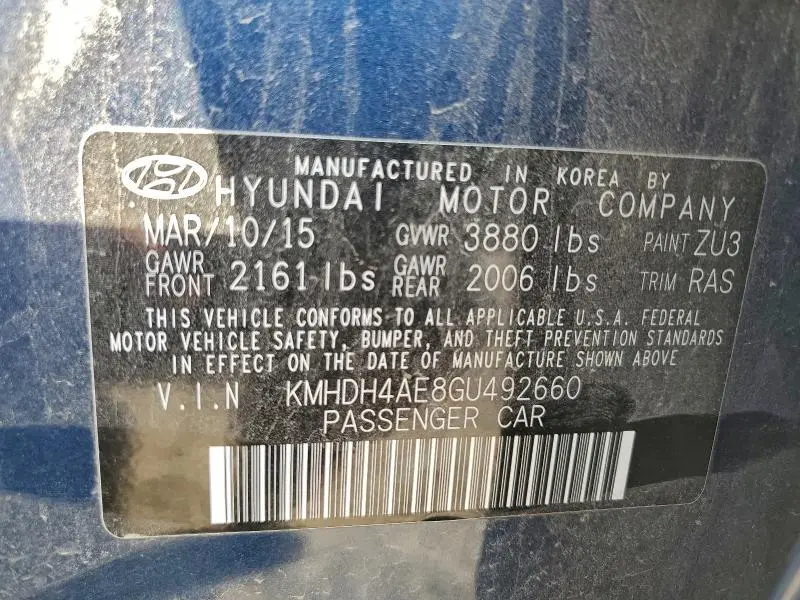 MANUFACTURED IN KOREA BY
HYUNDAI MOTOR COMPANY
MAR/10/15 GVWR 3880 lbs PAINT ZU3
GAWR FRONT 2161 lbs GAWR REAR 2006 lbs TRIM RAS
THIS VEHICLE CONFORMS TO ALL APPLICABLE U.S.A. FEDERAL
MOTOR VEHICLE SAFETY, BUMPER, AND THEFT PREVENTION STANDARDS
IN EFFECT ON THE DATE OF MANUFACTURE SHOWN ABOVE
V.I.N KMHDH4AE8GU492660
PASSENGER CAR